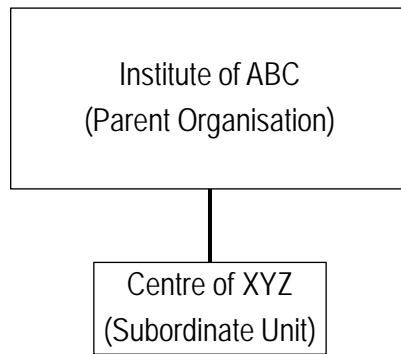 Institute of ABC
(Parent Organisation)
Centre of XYZ
(Subordinate Unit)